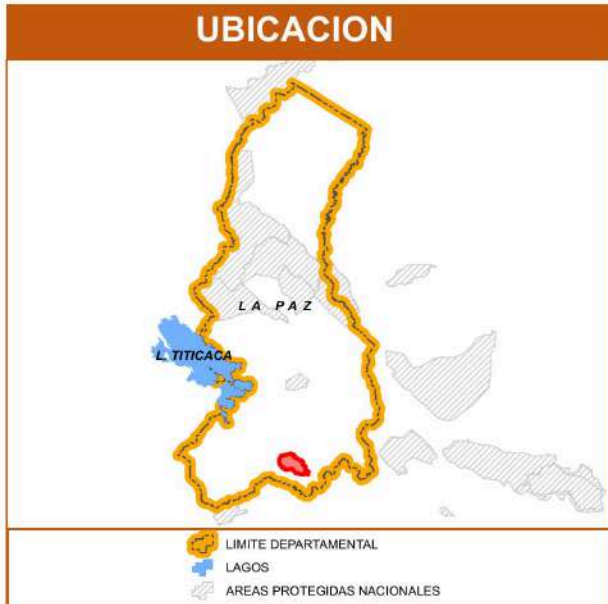 UBICACION
LA PAZ
L. TITICACA
LIMITE DEPARTAMENTAL
LAGOS
AREAS PROTEGIDAS NACIONALES